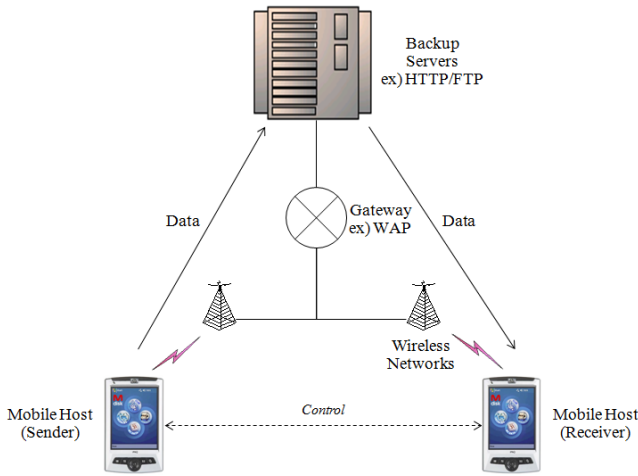 Backup
Servers
ex) HTTP/FTP
Data
Gateway
ex) WAP
Data
Wireless
Networks
Mobile Host
(Sender)
Control
Mobile Host
(Receiver)
M
M